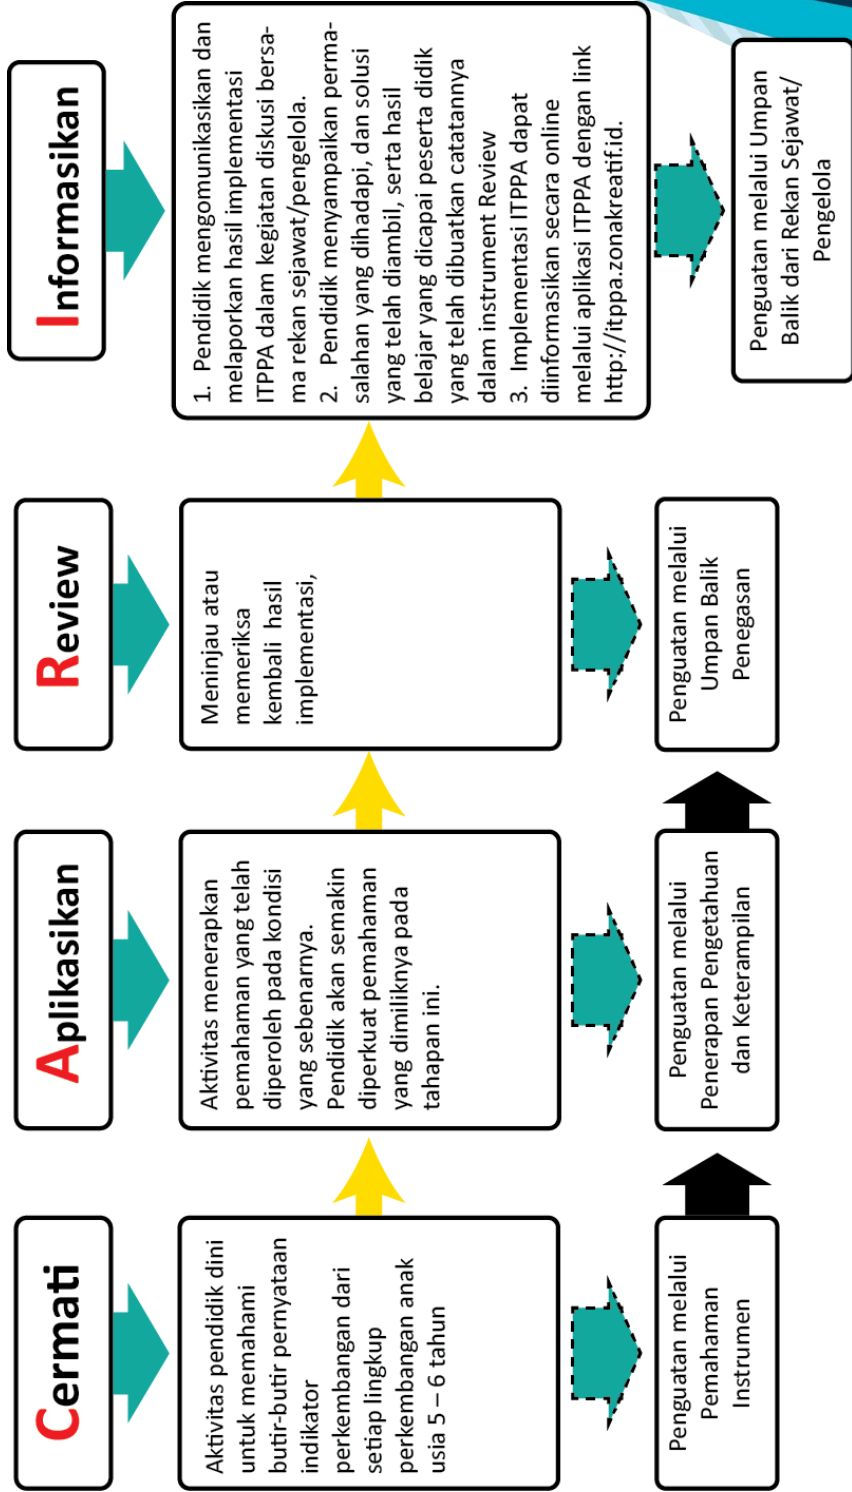 Cermati
Aktivitas pendidik dini
untuk memahami
butir-butir pernyataan
indikator
perkembangan dari
setiap lingkup
perkembangan anak
usia 5 – 6 tahun
Penguatan melalui
Pemahaman
Instrumen
Aplikasikan
Aktivitas menerapkan
pemahaman yang telah
diperoleh pada kondisi
yang sebenarnya.
Pendidik akan semakin
diperkuat pemahaman
yang dimiliknya pada
tahapan ini.
Penguatan melalui
Penerapan Pengetahuan
dan Keterampilan
Review
Meninjau atau
memeriksa
kembali hasil
implementasi,
Penguatan melalui
Umpan Balik
Penegasan
Informasikan
1. Pendidik mengomunikasikan dan
melaporkan hasil implementasi
ITPPA dalam kegiatan diskusi bersa-
ma rekan sejawat/pengelola.
2. Pendidik menyampaikan perma-
salahan yang dihadapi, dan solusi
yang telah diambil, serta hasil
belajar yang dicapai peserta didik
yang telah dibuatkan catatannya
dalam instrument Review
3. Implementasi ITPPA dapat
diinformasikan secara online
melalui aplikasi ITPPA dengan link
http://itppa.zonakreatif.id.
Penguatan melalui Umpan
Balik dari Rekan Sejawat/
Pengelola